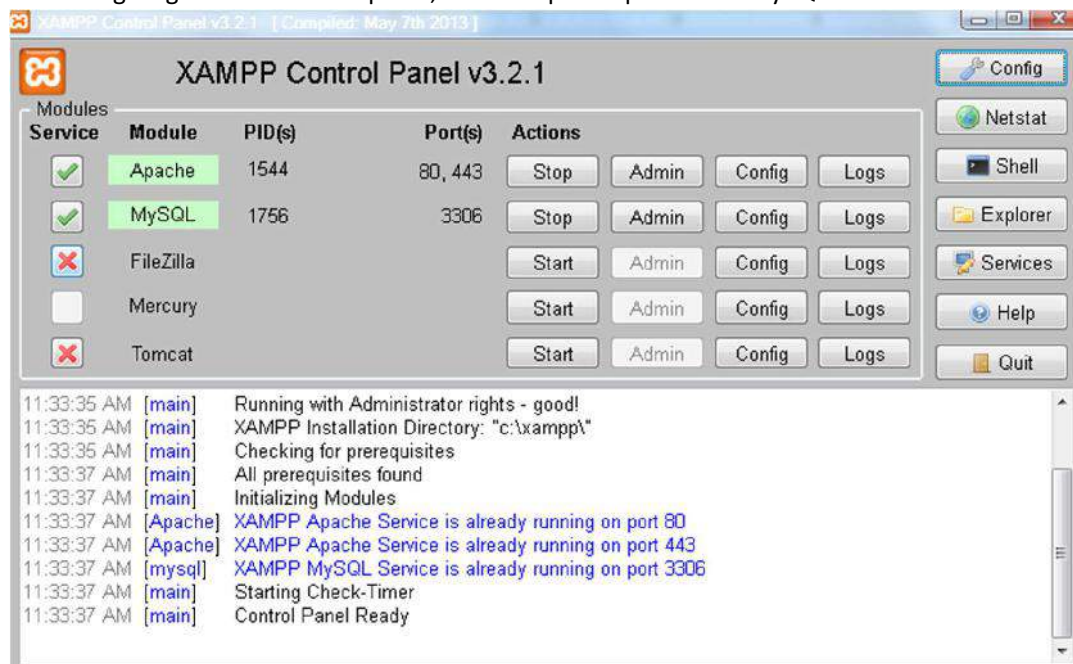 XAMPP Control Panel v3.2.1 [ Compiled: May 7th 2013 ]
XAMPP Control Panel v3.2.1
Config
Modules
Service Module PID(s) Port(s) Actions
Netstat
Apache 1544 80, 443 Stop Admin Config Logs
Shell
MySQL 1756 3306 Stop Admin Config Logs
Explorer
FileZilla Start Admin Config Logs
Services
Mercury Start Admin Config Logs
Help
Tomcat Start Admin Config Logs
Quit
11:33:35 AM [main] Running with Administrator rights - good!
11:33:35 AM [main] XAMPP Installation Directory: "c:\xampp\"
11:33:35 AM [main] Checking for prerequisites
11:33:37 AM [main] All prerequisites found
11:33:37 AM [main] Initializing Modules
11:33:37 AM [Apache] XAMPP Apache Service is already running on port 80
11:33:37 AM [Apache] XAMPP Apache Service is already running on port 443
11:33:37 AM [mysql] XAMPP MySQL Service is already running on port 3306
11:33:37 AM [main] Starting Check-Timer
11:33:37 AM [main] Control Panel Ready